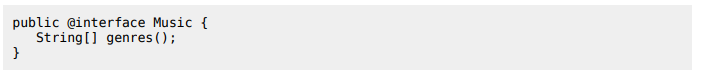 public @interface Music {
   String[] genres();
}